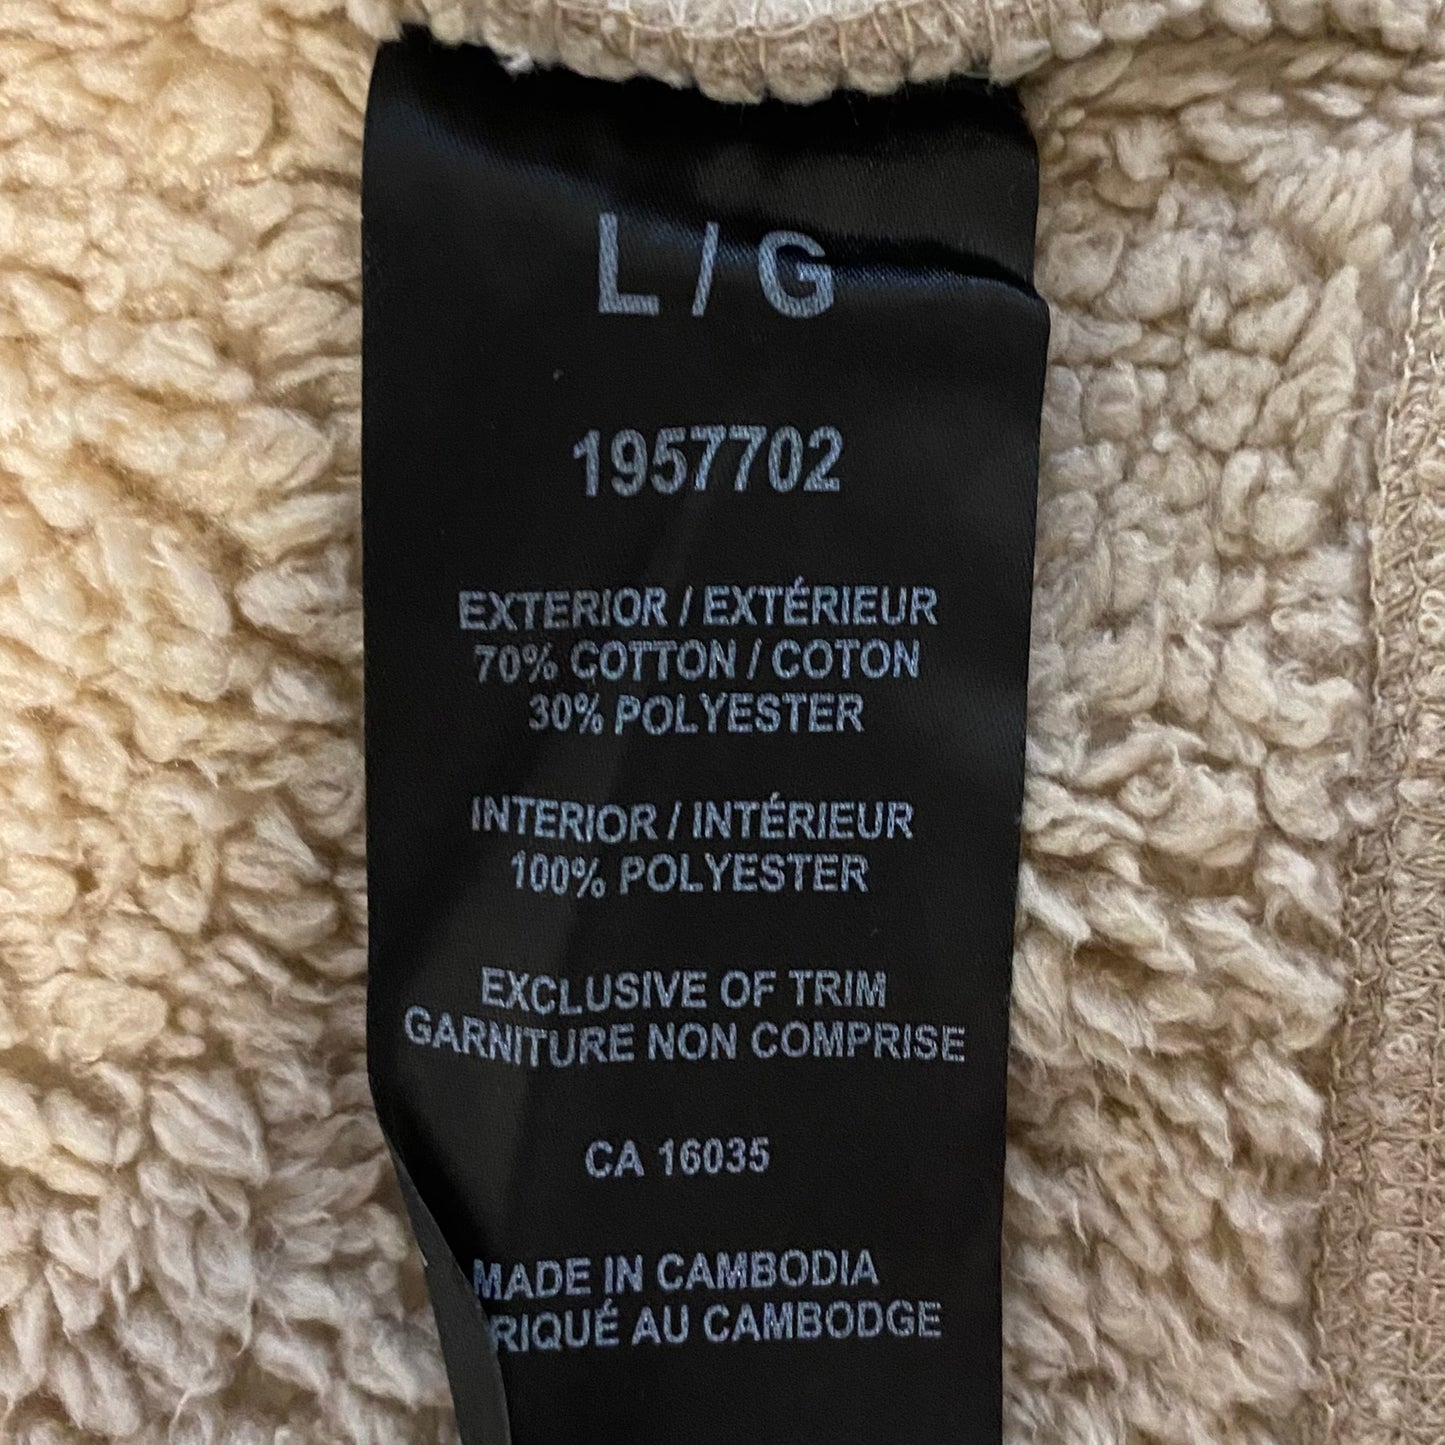 L / G
1957702
EXTERIOR / EXTÉRIEUR
70% COTTON / COTON
30% POLYESTER
INTERIOR / INTÉRIEUR
100% POLYESTER
EXCLUSIVE OF TRIM
GARNITURE NON COMPRISE
CA 16035
MADE IN CAMBODIA
RIQUÉ AU CAMBODGE